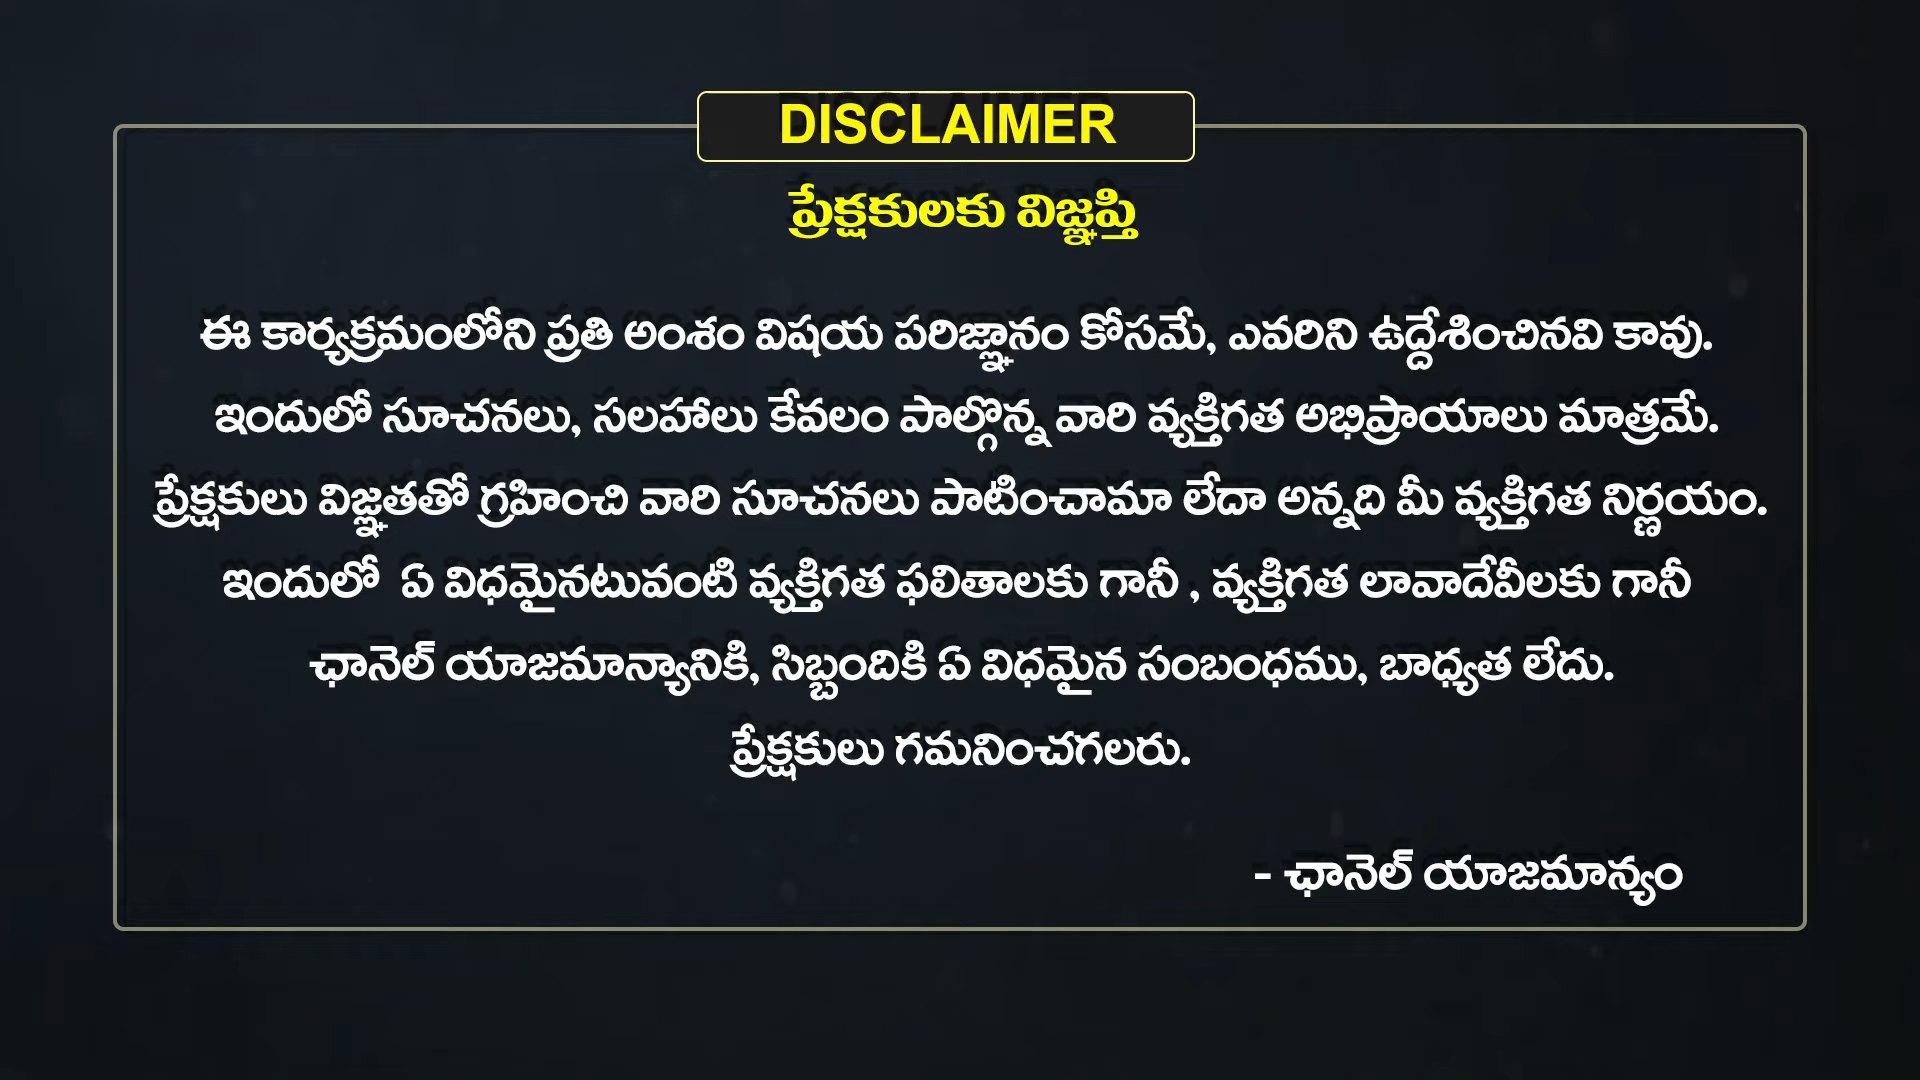 DISCLAIMER
ప్రేక్షకులకు విజ్ఞప్తి
ఈ కార్యక్రమంలోని ప్రతి అంశం విషయ పరిజ్ఞానం కోసమే, ఎవరిని ఉద్దేశించినవి కావు.
ఇందులో సూచనలు, సలహాలు కేవలం పాల్గొన్న వారి వ్యక్తిగత అభిప్రాయాలు మాత్రమే.
ప్రేక్షకులు విజ్ఞతతో గ్రహించి వారి సూచనలు పాటించామా లేదా అన్నది మీ వ్యక్తిగత నిర్ణయం.
ఇందులో ఏ విధమైనటువంటి వ్యక్తిగత ఫలితాలకు గానీ , వ్యక్తిగత లావాదేవీలకు గానీ
ఛానెల్ యాజమాన్యానికి, సిబ్బందికి ఏ విధమైన సంబంధము, బాధ్యత లేదు.
ప్రేక్షకులు గమనించగలరు.
- ఛానెల్ యాజమాన్యం